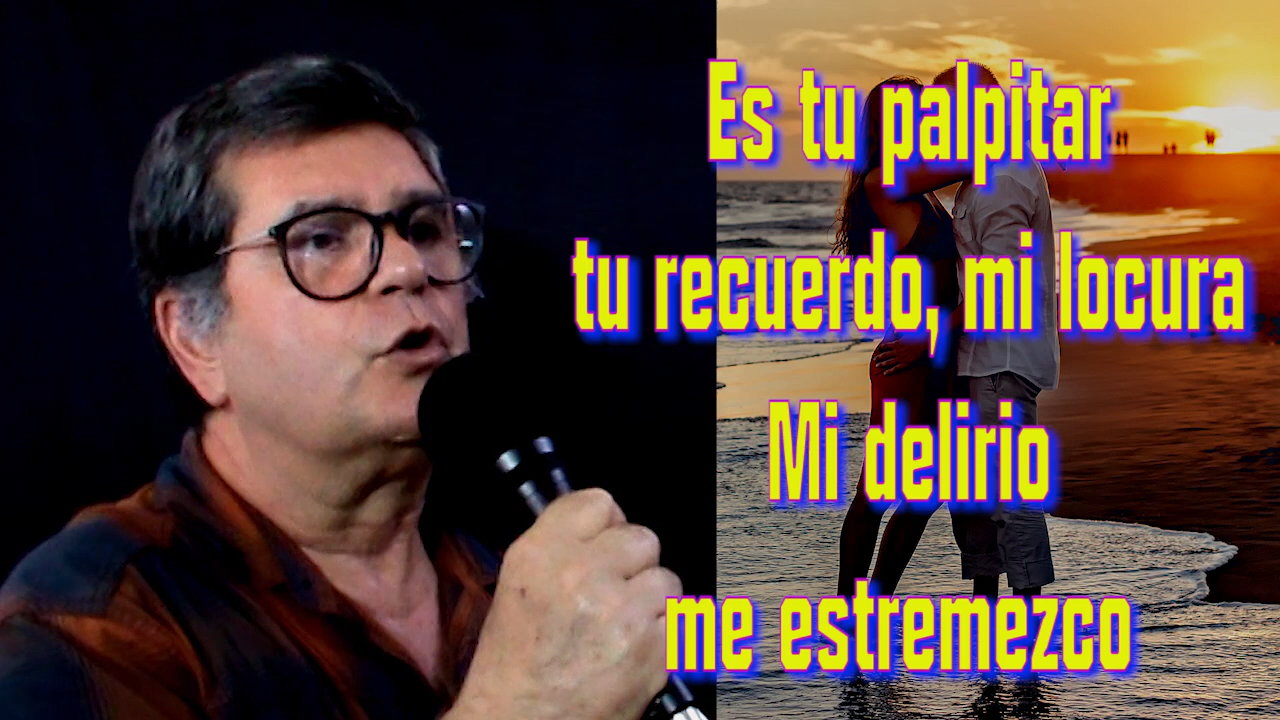 Es tu palpitar
tu recuerdo, mi locura
Mi delirio
me estremezco